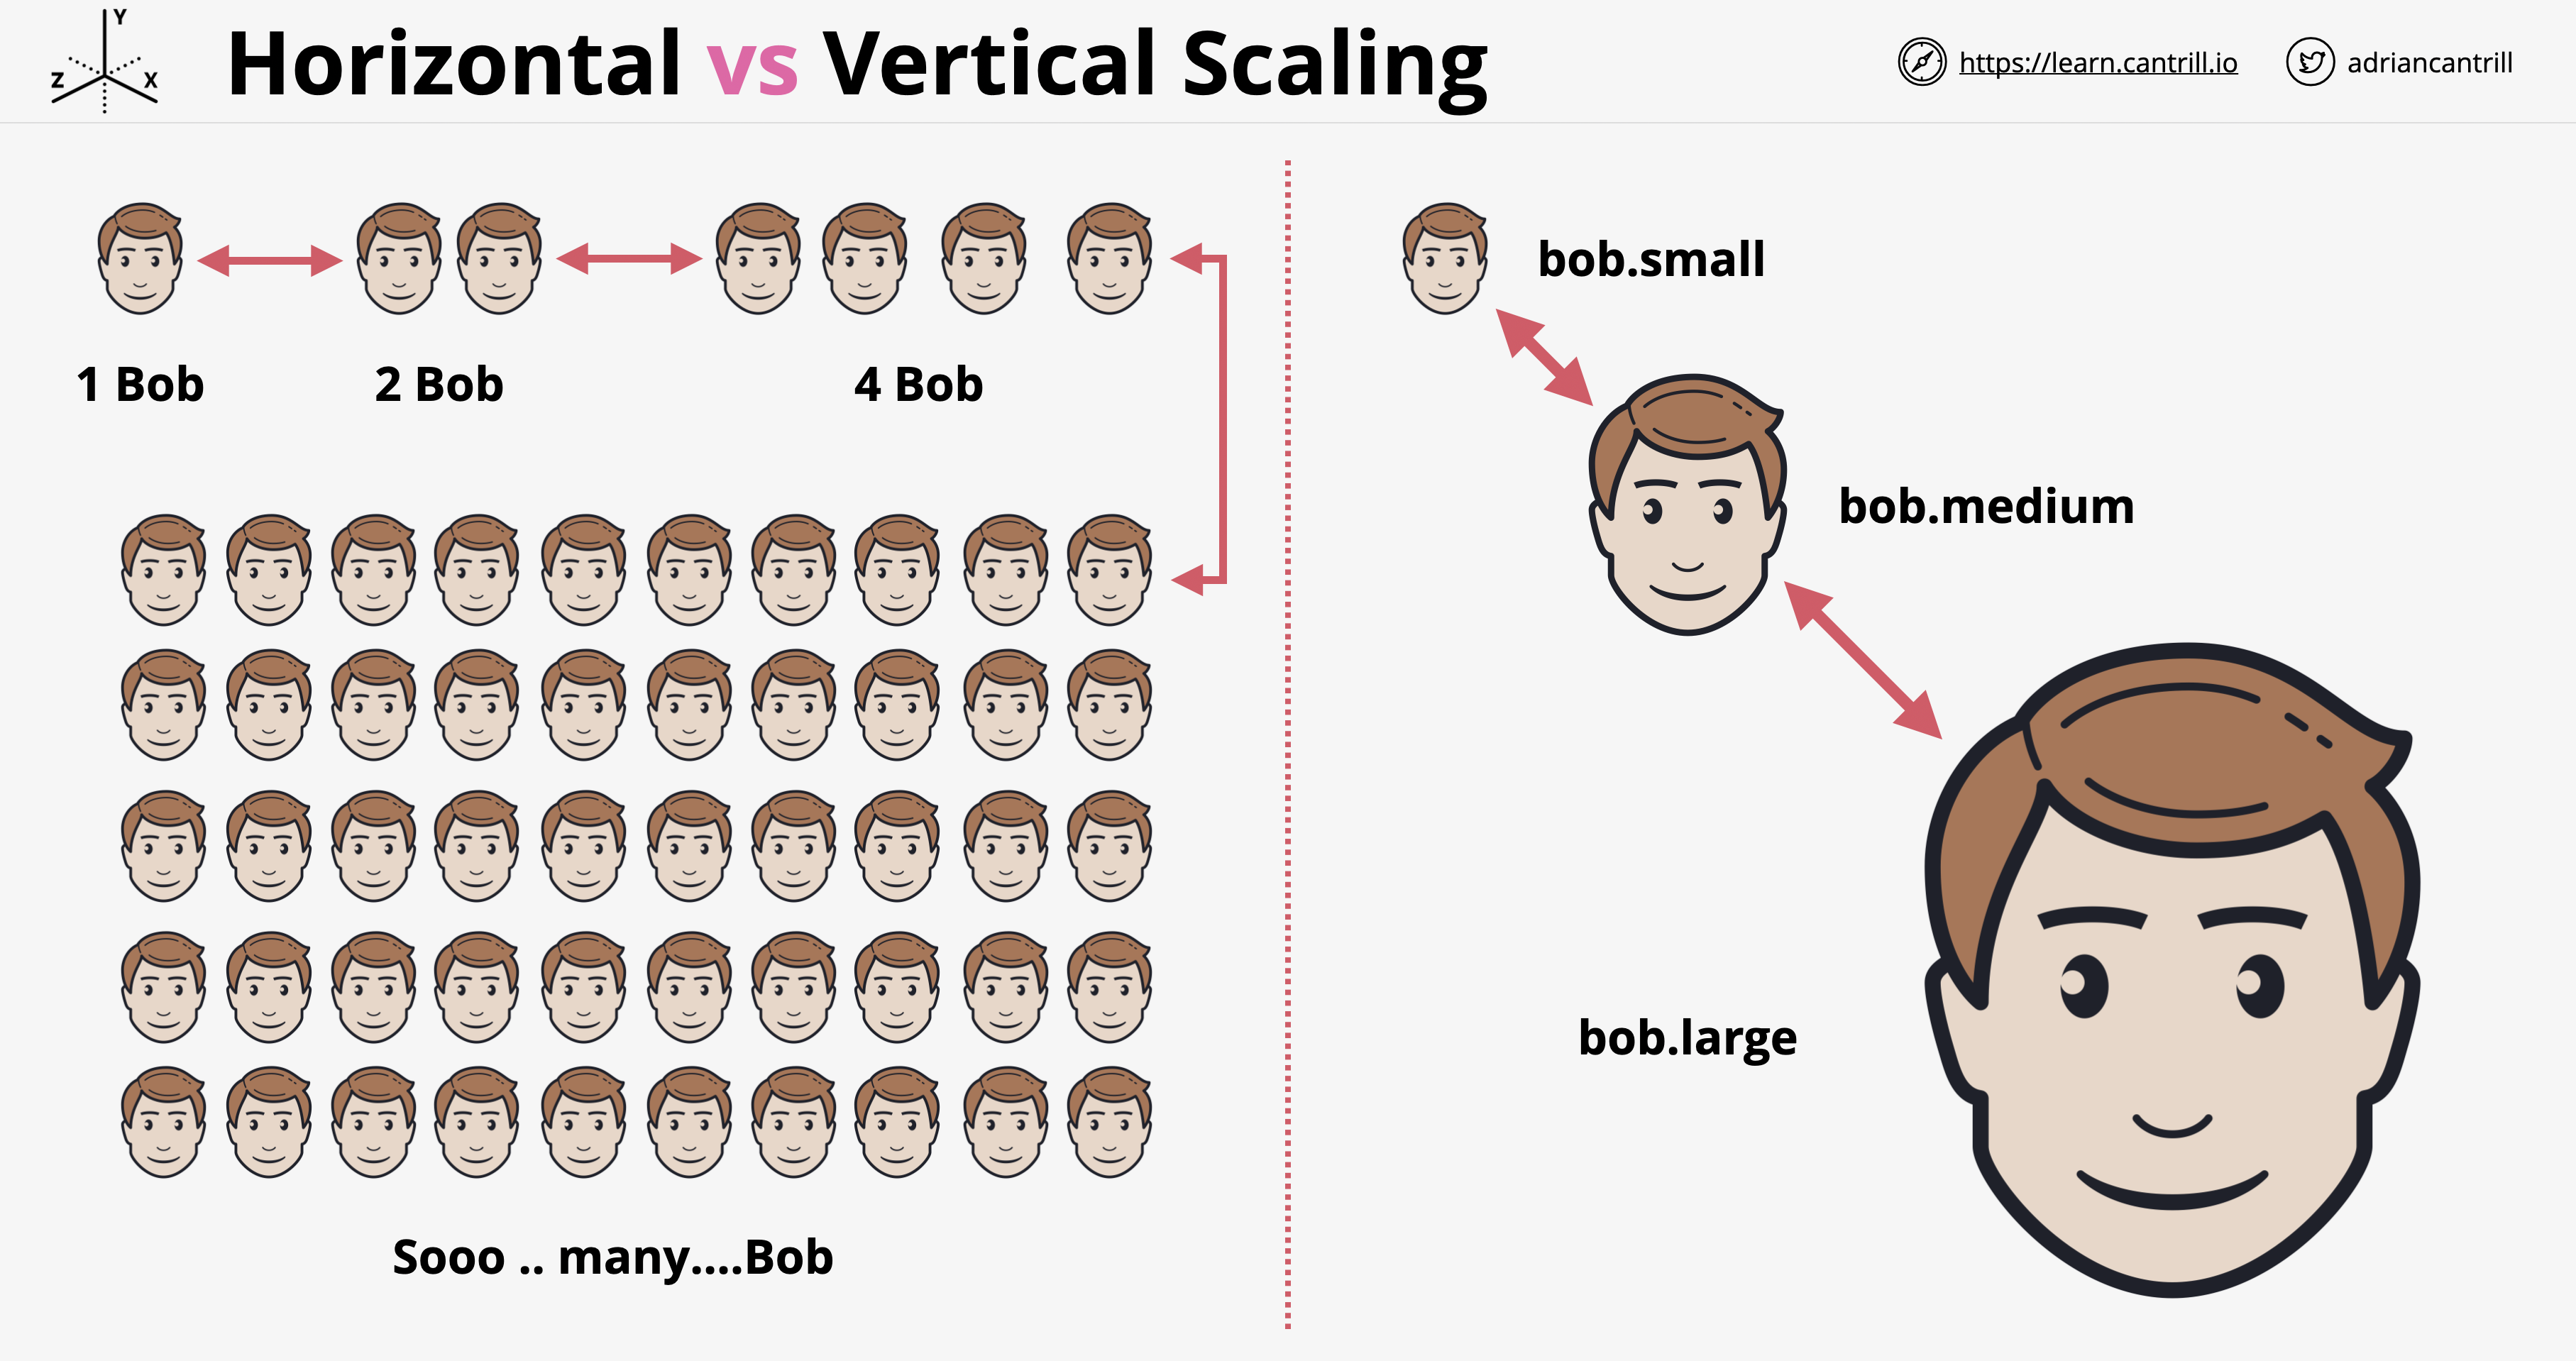 Y
Z
X
Horizontal vs Vertical Scaling
https://learn.cantrill.io
adriancantrill
1 Bob
2 Bob
4 Bob
Sooo .. many....Bob
bob.small
bob.medium
bob.large